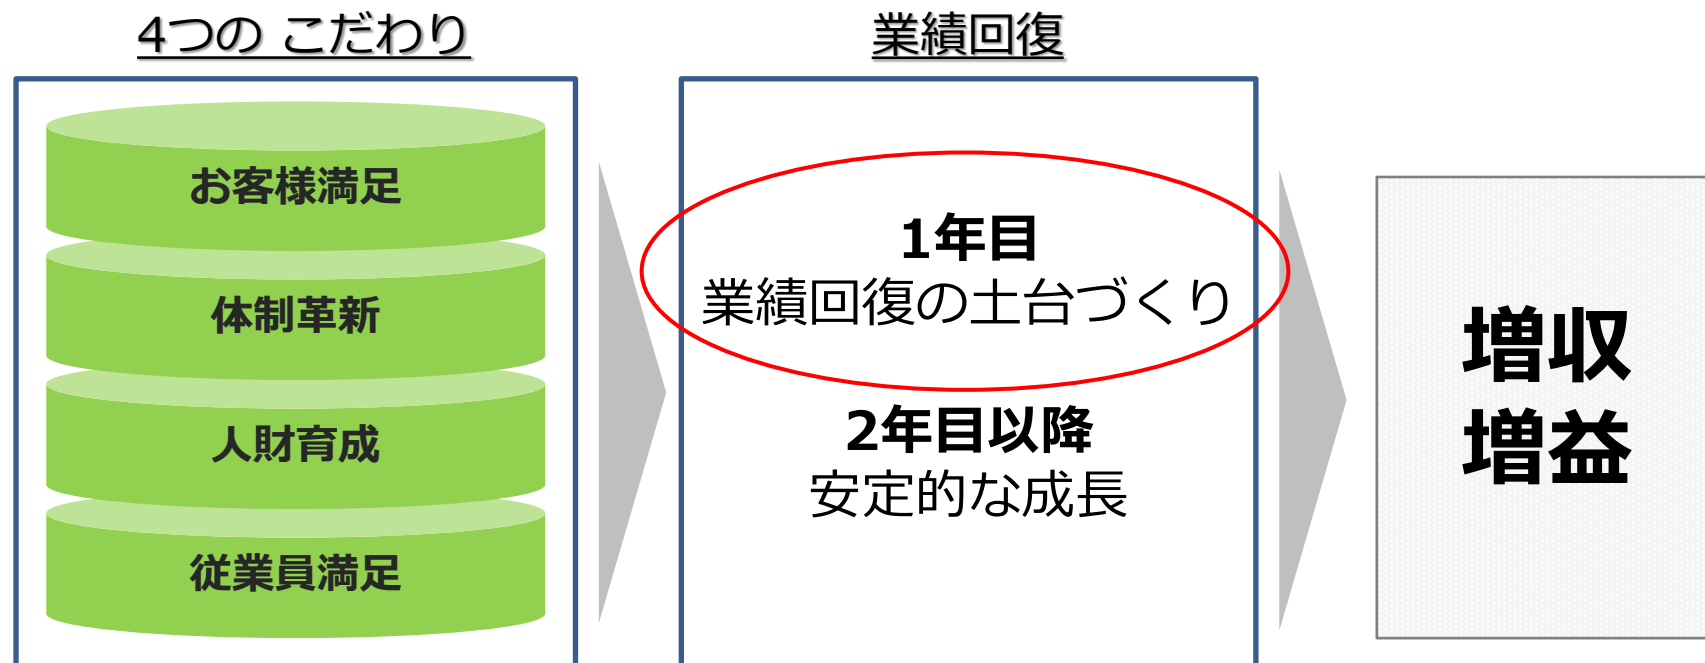 4つの こだわり
お客様満足
体制革新
人財育成
従業員満足
業績回復
1年目
業績回復の土台づくり
2年目以降
安定的な成長
増収
増益